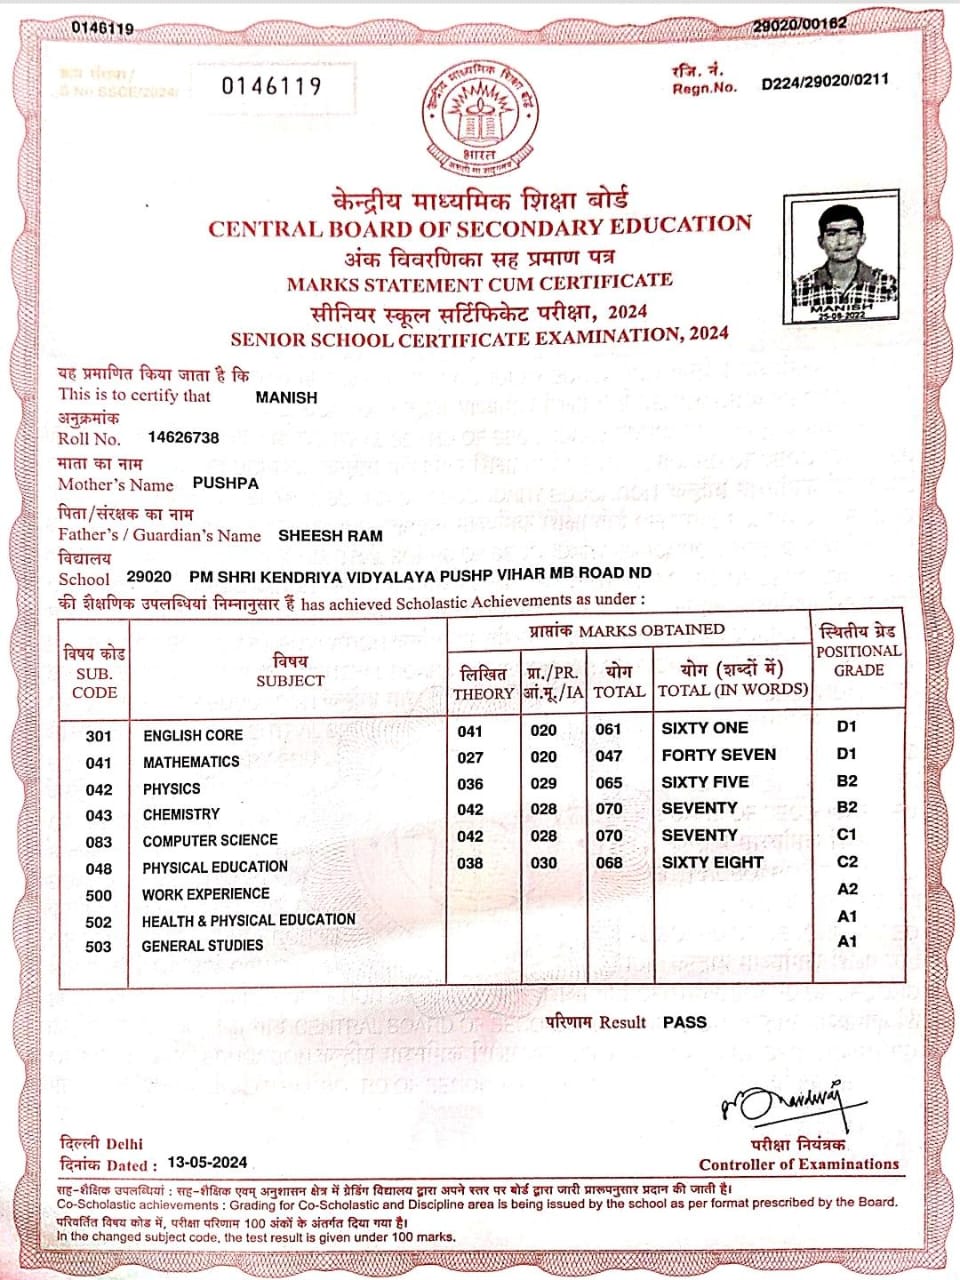 0146119
29020/00162
क्रम संख्या/
S No SSCE/2024/
0146119
रजि. नं.
Regn.No. D224/29020/0211
केन्द्रीय माध्यमिक शिक्षा बोर्ड
भारत
असतो मा सद्गमय
केन्द्रीय माध्यमिक शिक्षा बोर्ड
CENTRAL BOARD OF SECONDARY EDUCATION
अंक विवरणिका सह प्रमाण पत्र
MARKS STATEMENT CUM CERTIFICATE
सीनियर स्कूल सर्टिफिकेट परीक्षा, 2024
SENIOR SCHOOL CERTIFICATE EXAMINATION, 2024
MANISH
25-08-2022
यह प्रमाणित किया जाता है कि
This is to certify that MANISH
अनुक्रमांक
Roll No. 14626738
माता का नाम
Mother's Name PUSHPA
पिता/संरक्षक का नाम
Father's / Guardian's Name SHEESH RAM
विद्यालय
School 29020 PM SHRI KENDRIYA VIDYALAYA PUSHP VIHAR MB ROAD ND
की शैक्षणिक उपलब्धियां निम्नानुसार हैं has achieved Scholastic Achievements as under :
विषय कोड
SUB.
CODE
विषय
SUBJECT
प्राप्तांक MARKS OBTAINED
लिखित
THEORY
प्रा./PR.
आं.मू./IA
योग
TOTAL
योग (शब्दों में)
TOTAL (IN WORDS)
स्थितीय ग्रेड
POSITIONAL
GRADE
301 ENGLISH CORE 041 020 061 SIXTY ONE D1
041 MATHEMATICS 027 020 047 FORTY SEVEN D1
042 PHYSICS 036 029 065 SIXTY FIVE B2
043 CHEMISTRY 042 028 070 SEVENTY B2
083 COMPUTER SCIENCE 042 028 070 SEVENTY C1
048 PHYSICAL EDUCATION 038 030 068 SIXTY EIGHT C2
500 WORK EXPERIENCE A2
502 HEALTH & PHYSICAL EDUCATION A1
503 GENERAL STUDIES A1
परिणाम Result PASS
दिल्ली Delhi
दिनांक Dated : 13-05-2024
परीक्षा नियंत्रक
Controller of Examinations
सह-शैक्षिक उपलब्धियां : सह-शैक्षिक एवम् अनुशासन क्षेत्र में ग्रेडिंग विद्यालय द्वारा अपने स्तर पर बोर्ड द्वारा जारी प्रारूपनुसार प्रदान की जाती है।
Co-Scholastic achievements : Grading for Co-Scholastic and Discipline area is being issued by the school as per format prescribed by the Board.
परिवर्तित विषय कोड में, परीक्षा परिणाम 100 अंकों के अंतर्गत दिया गया है।
In the changed subject code, the test result is given under 100 marks.